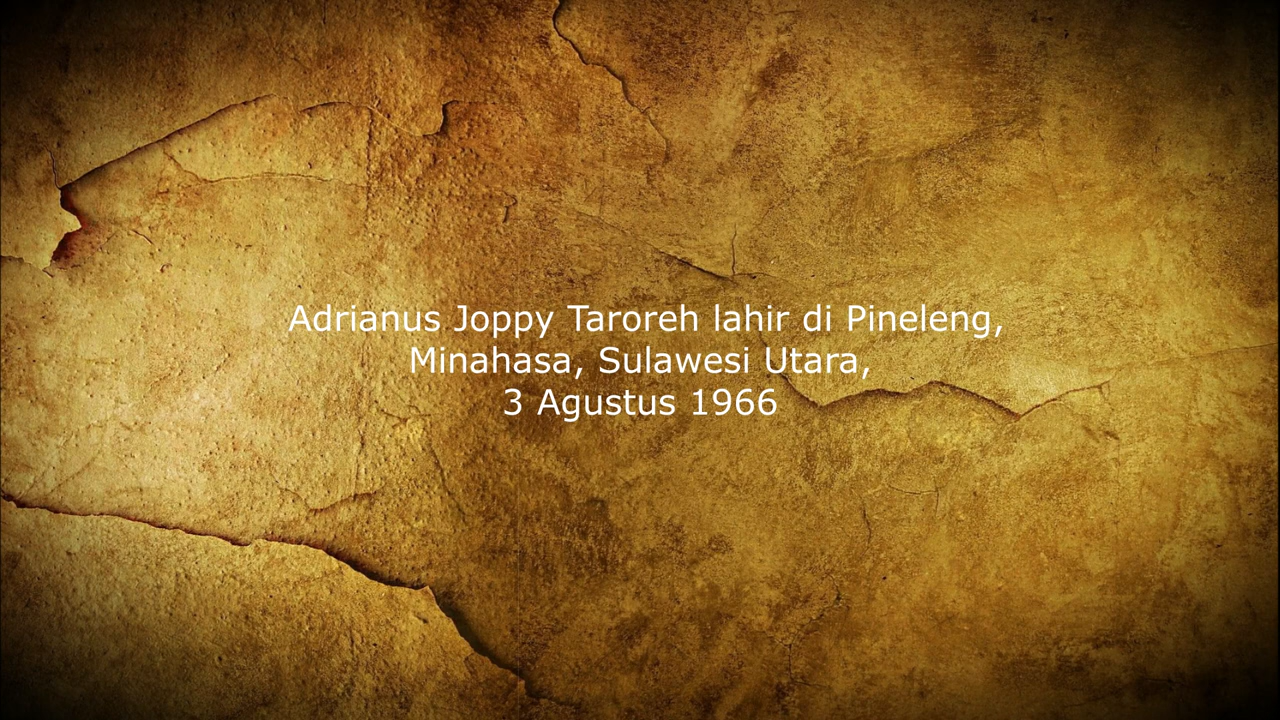 Adrianus Joppy Taroreh lahir di Pineleng,
Minahasa, Sulawesi Utara,
3 Agustus 1966